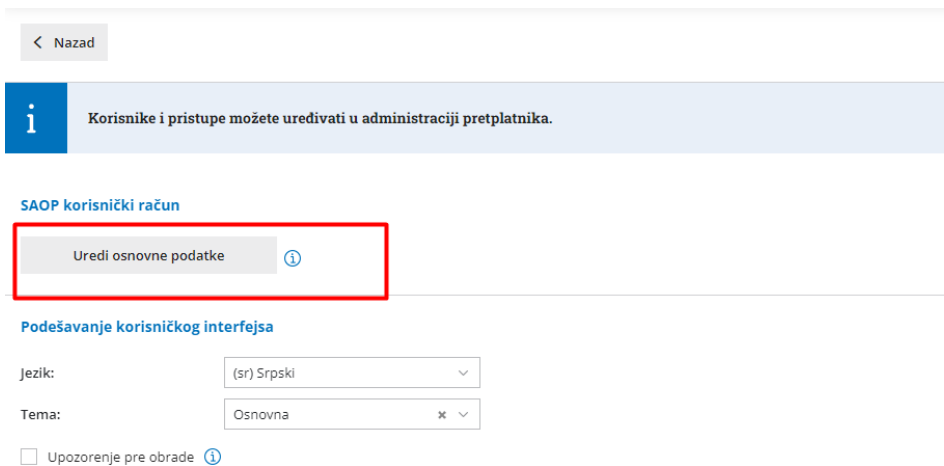 Nazad
Korisnike i pristupe možete uređivati u administraciji pretplatnika.
SAOP korisnički račun
Uredi osnovne podatke
Podešavanje korisničkog interfejsa
Jezik: (sr) Srpski
Tema: Osnovna
Upozorenje pre obrade